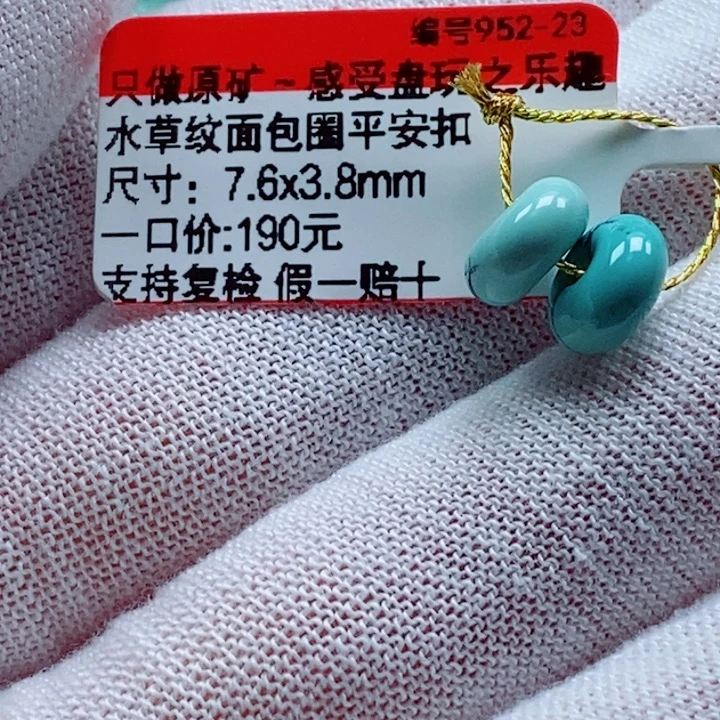 编号952-23
只做原矿~感受盘玩之乐趣
水草纹面包圈平安扣
尺寸：7.6x3.8mm
一口价:190元
支持复检 假一赔十